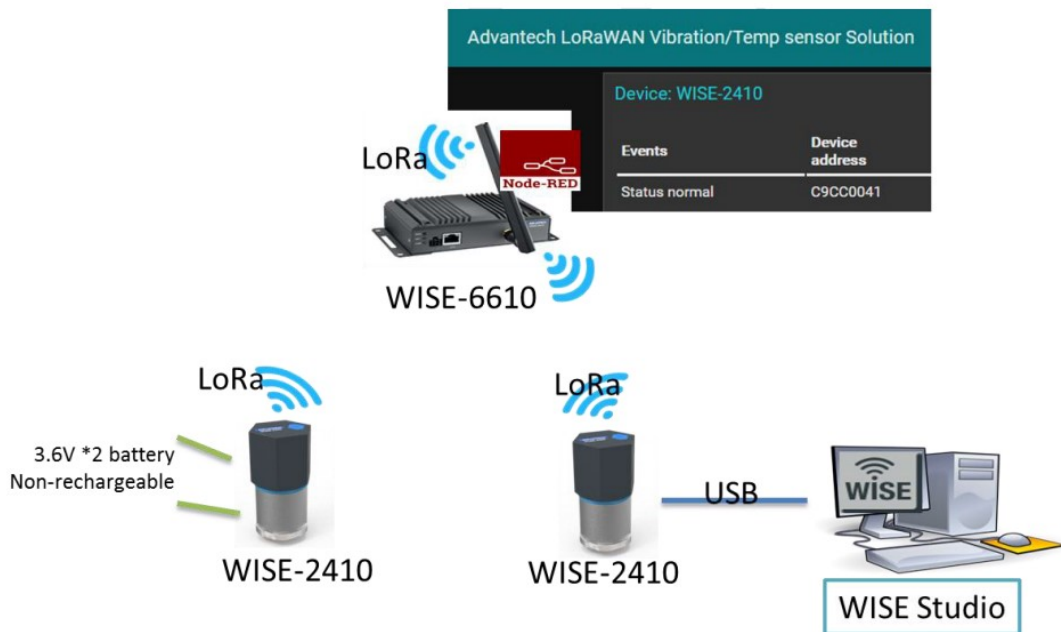 Advantech LoRaWAN Vibration/Temp sensor Solution
Device: WISE-2410
Events
Device address
Status normal
C9CC0041
LoRa
Node-RED
WISE-6610
LoRa
LoRa
3.6V *2 battery
Non-rechargeable
USB
WISE
WISE-2410
WISE-2410
WISE Studio